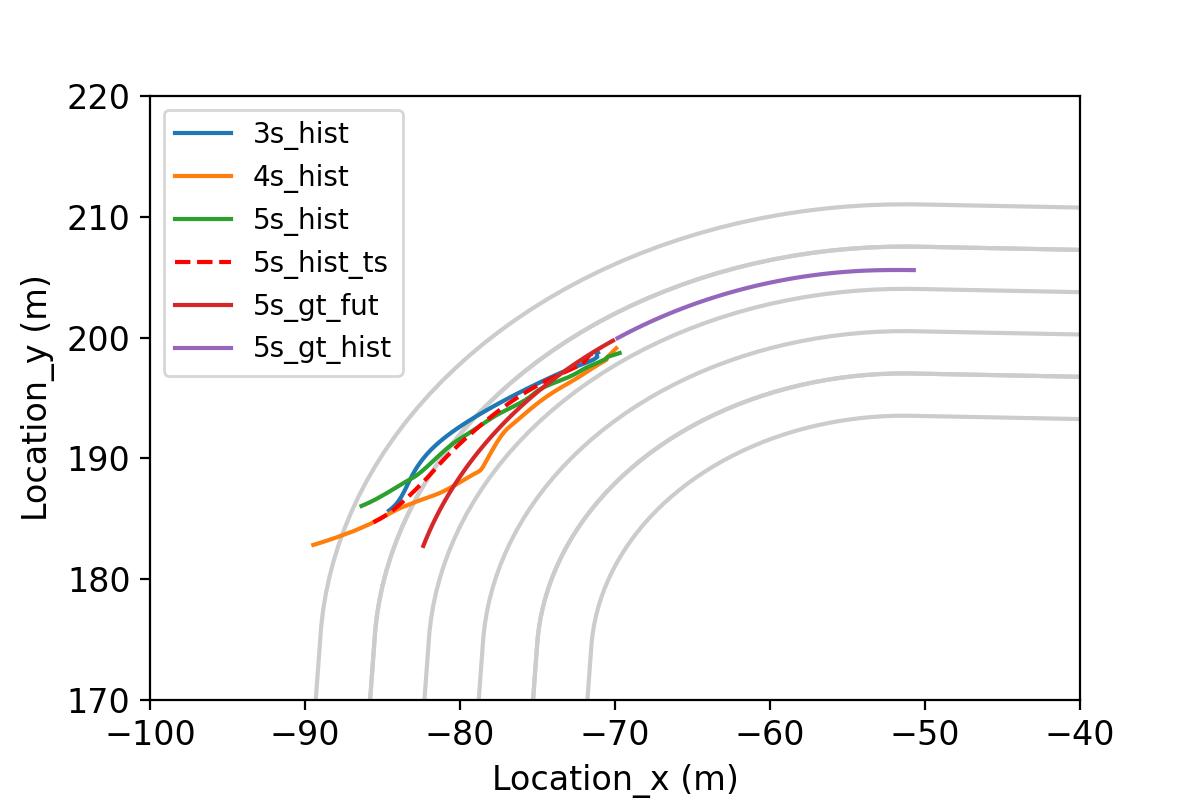 220
210
200
190
180
170
Location_y (m)
3s_hist
4s_hist
5s_hist
5s_hist_ts
5s_gt_fut
5s_gt_hist
−100
−90
−80
−70
−60
−50
−40
Location_x (m)